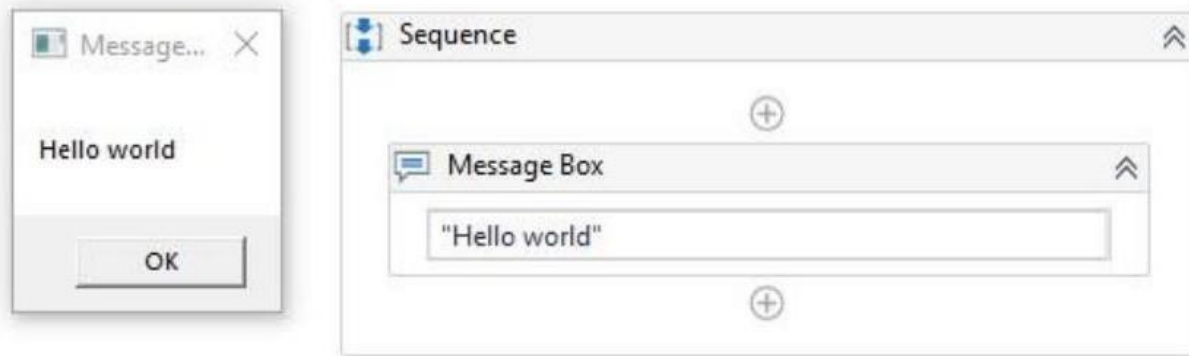 Message...
Hello world
OK
Sequence
Message Box
"Hello world"